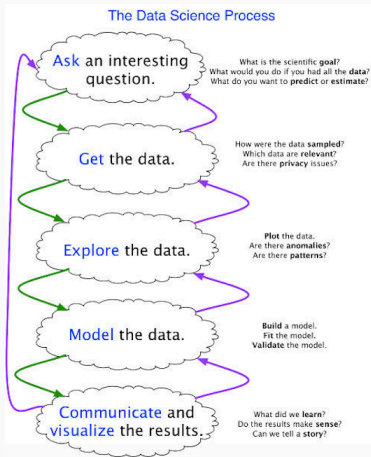 The Data Science Process
Ask an interesting
question.
What is the scientific goal?
What would you do if you had all the data?
What do you want to predict or estimate?
Get the data.
How were the data sampled?
Which data are relevant?
Are there privacy issues?
Explore the data.
Plot the data.
Are there anomalies?
Are there patterns?
Model the data.
Build a model.
Fit the model.
Validate the model.
Communicate and
visualize the results.
What did we learn?
Do the results make sense?
Can we tell a story?